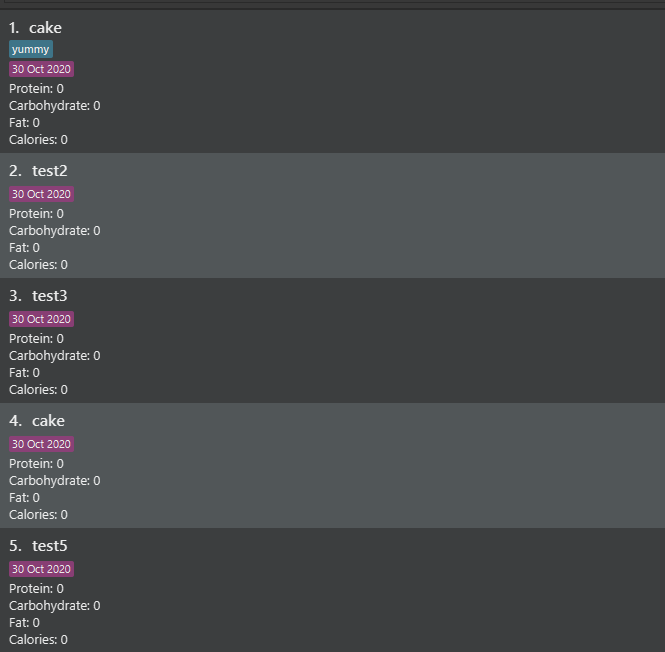 1. cake
yummy
30 Oct 2020
Protein: 0
Carbohydrate: 0
Fat: 0
Calories: 0
2. test2
30 Oct 2020
Protein: 0
Carbohydrate: 0
Fat: 0
Calories: 0
3. test3
30 Oct 2020
Protein: 0
Carbohydrate: 0
Fat: 0
Calories: 0
4. cake
30 Oct 2020
Protein: 0
Carbohydrate: 0
Fat: 0
Calories: 0
5. test5
30 Oct 2020
Protein: 0
Carbohydrate: 0
Fat: 0
Calories: 0